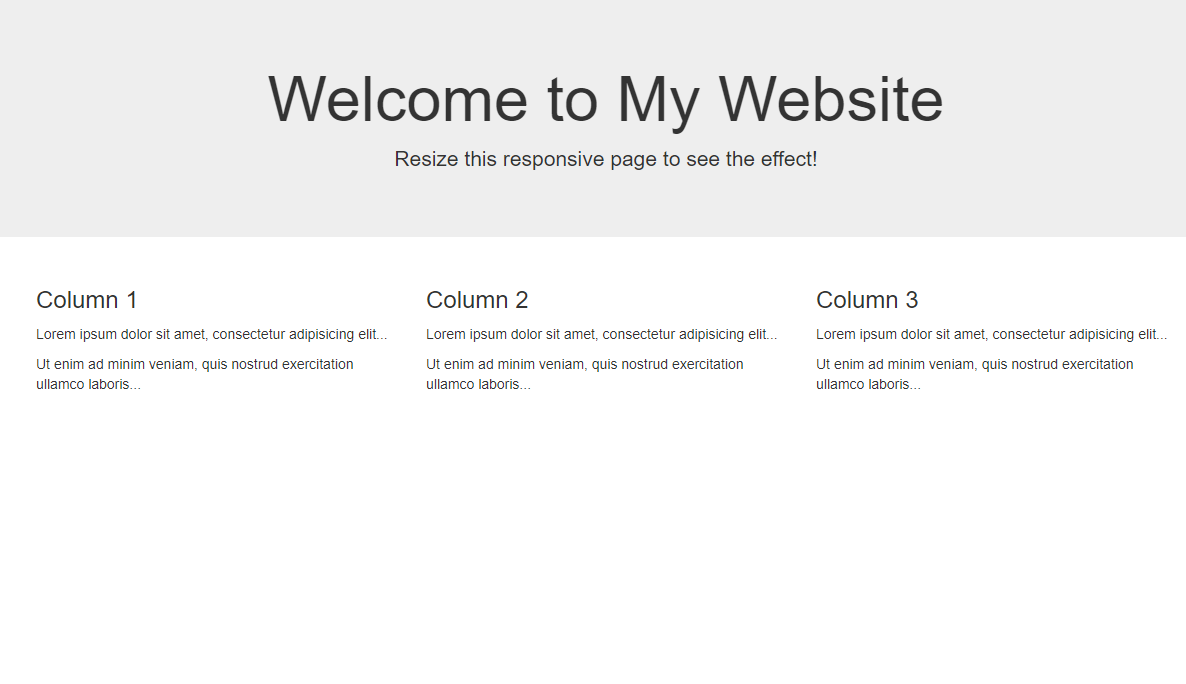 Welcome to My Website
Resize this responsive page to see the effect!
Column 1
Lorem ipsum dolor sit amet, consectetur adipisicing elit...
Ut enim ad minim veniam, quis nostrud exercitation
ullamco laboris...
Column 2
Lorem ipsum dolor sit amet, consectetur adipisicing elit...
Ut enim ad minim veniam, quis nostrud exercitation
ullamco laboris...
Column 3
Lorem ipsum dolor sit amet, consectetur adipisicing elit...
Ut enim ad minim veniam, quis nostrud exercitation
ullamco laboris...